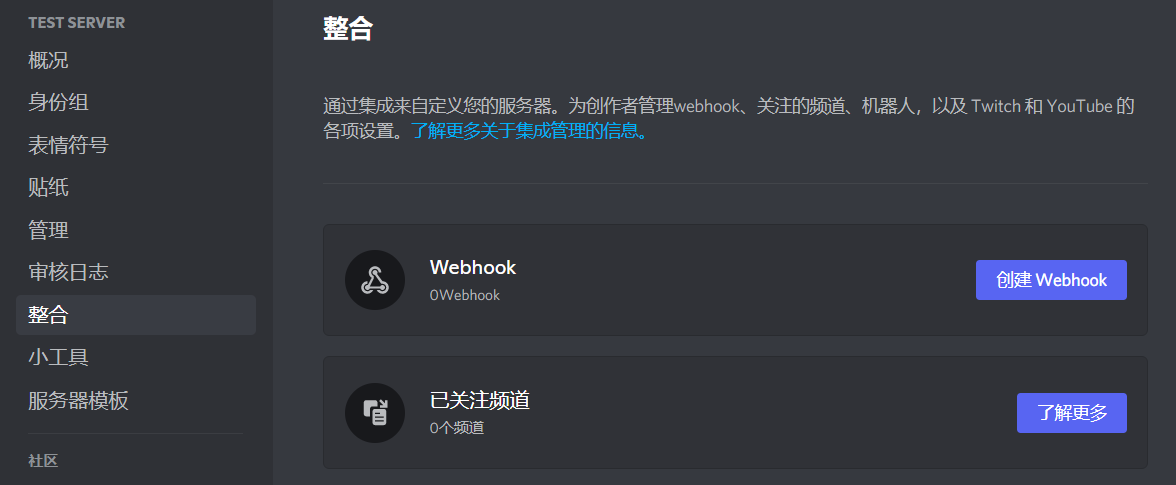 TEST SERVER
概况
身份组
表情符号
贴纸
管理
审核日志
整合
小工具
服务器模板
社区
整合
通过集成来自定义您的服务器。为创作者管理webhook、关注的频道、机器人，以及 Twitch 和 YouTube 的
各项设置。了解更多关于集成管理的信息。
Webhook
0Webhook
创建 Webhook
已关注频道
0个频道
了解更多